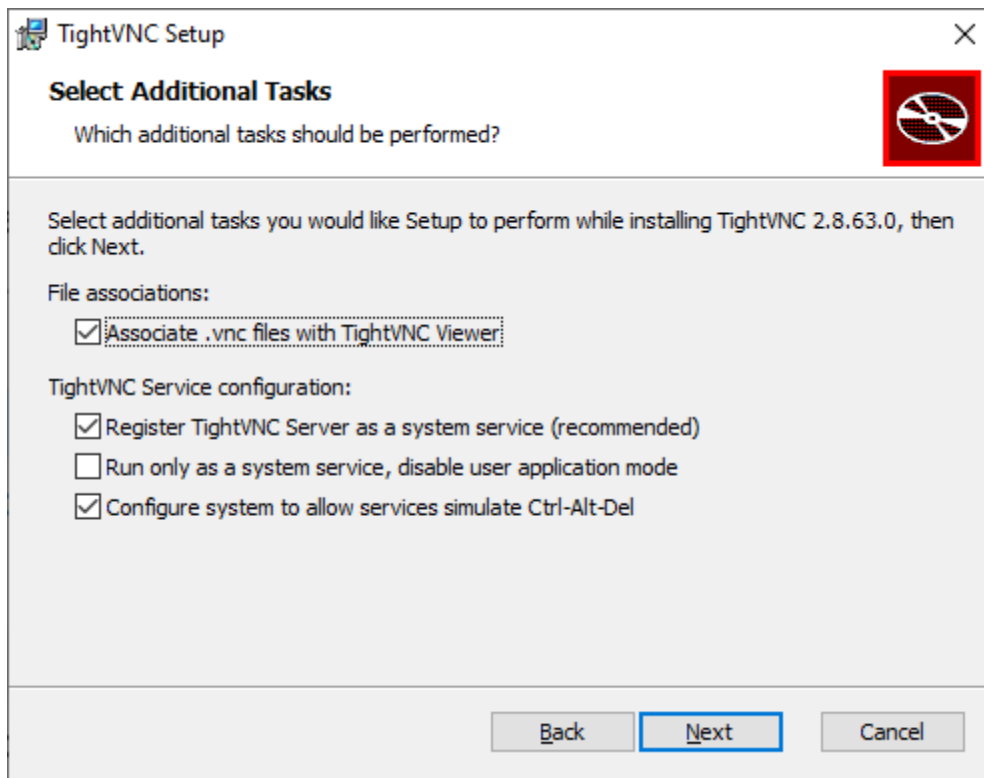 TightVNC Setup
Select Additional Tasks
Which additional tasks should be performed?
Select additional tasks you would like Setup to perform while installing TightVNC 2.8.63.0, then
click Next.
File associations:
Associate .vnc files with TightVNC Viewer
TightVNC Service configuration:
Register TightVNC Server as a system service (recommended)
Run only as a system service, disable user application mode
Configure system to allow services simulate Ctrl-Alt-Del
Back Next Cancel